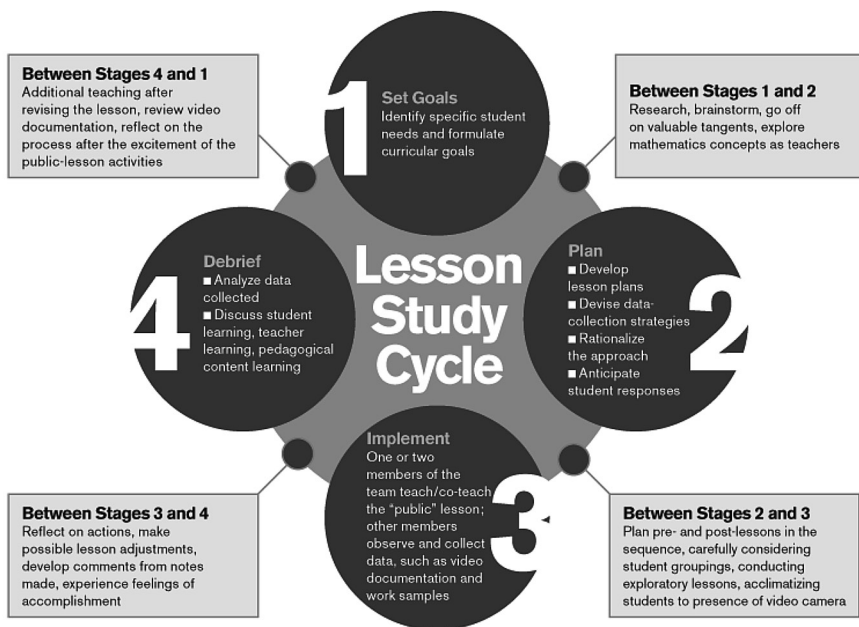 Between Stages 4 and 1
Additional teaching after
revising the lesson, review video
documentation, reflect on the
process after the excitement of the
public-lesson activities
1
Set Goals
Identify specific student
needs and formulate
curricular goals
Between Stages 1 and 2
Research, brainstorm, go off
on valuable tangents, explore
mathematics concepts as teachers
4
Debrief
■ Analyze data
collected
■ Discuss student
learning, teacher
learning, pedagogical
content learning
Lesson
Study
Cycle
Plan
■ Develop
lesson plans
■ Devise data-
collection strategies
■ Rationalize
the approach
■ Anticipate
student responses
2
Implement
One or two
members of the
team teach/co-teach
the “public” lesson;
other members
observe and collect
data, such as video
documentation and
work samples
3
Between Stages 3 and 4
Reflect on actions, make
possible lesson adjustments,
develop comments from notes
made, experience feelings of
accomplishment
Between Stages 2 and 3
Plan pre- and post-lessons in the
sequence, carefully considering
student groupings, conducting
exploratory lessons, acclimatizing
students to presence of video camera